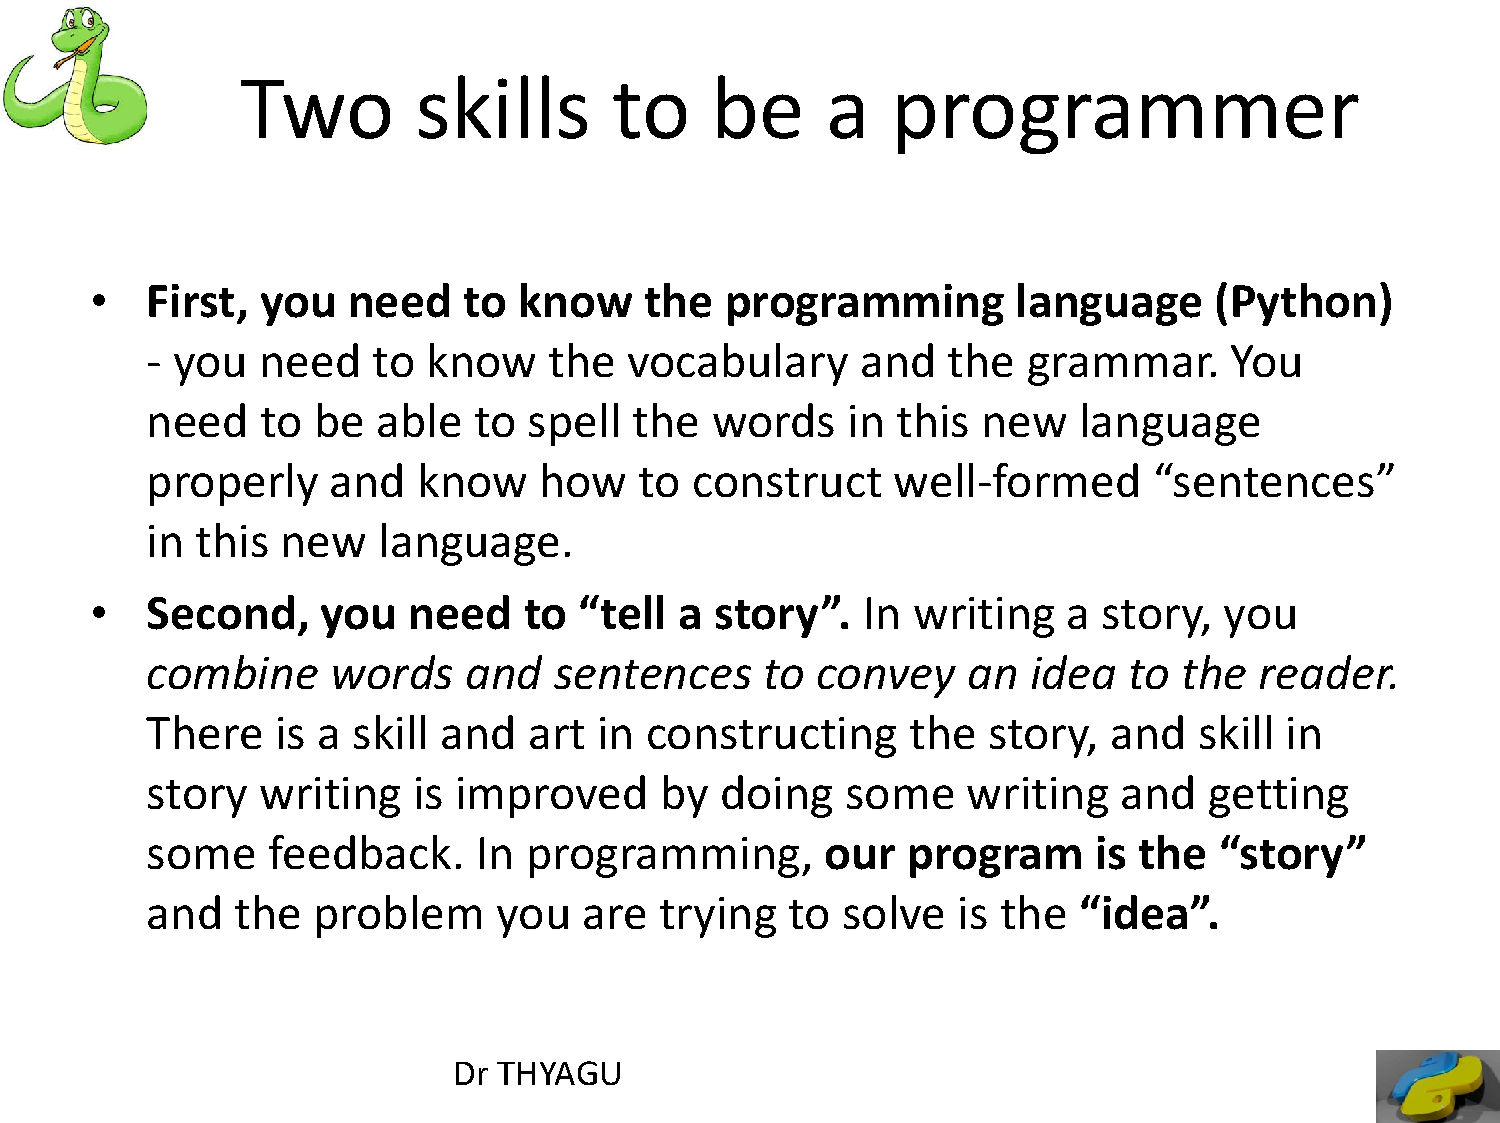 Two skills to be a programmer
• First, you need to know the programming language (Python)
- you need to know the vocabulary and the grammar. You
need to be able to spell the words in this new language
properly and know how to construct well-formed “sentences”
in this new language.
• Second, you need to “tell a story”. In writing a story, you
combine words and sentences to convey an idea to the reader.
There is a skill and art in constructing the story, and skill in
story writing is improved by doing some writing and getting
some feedback. In programming, our program is the “story”
and the problem you are trying to solve is the “idea”.
Dr THYAGU